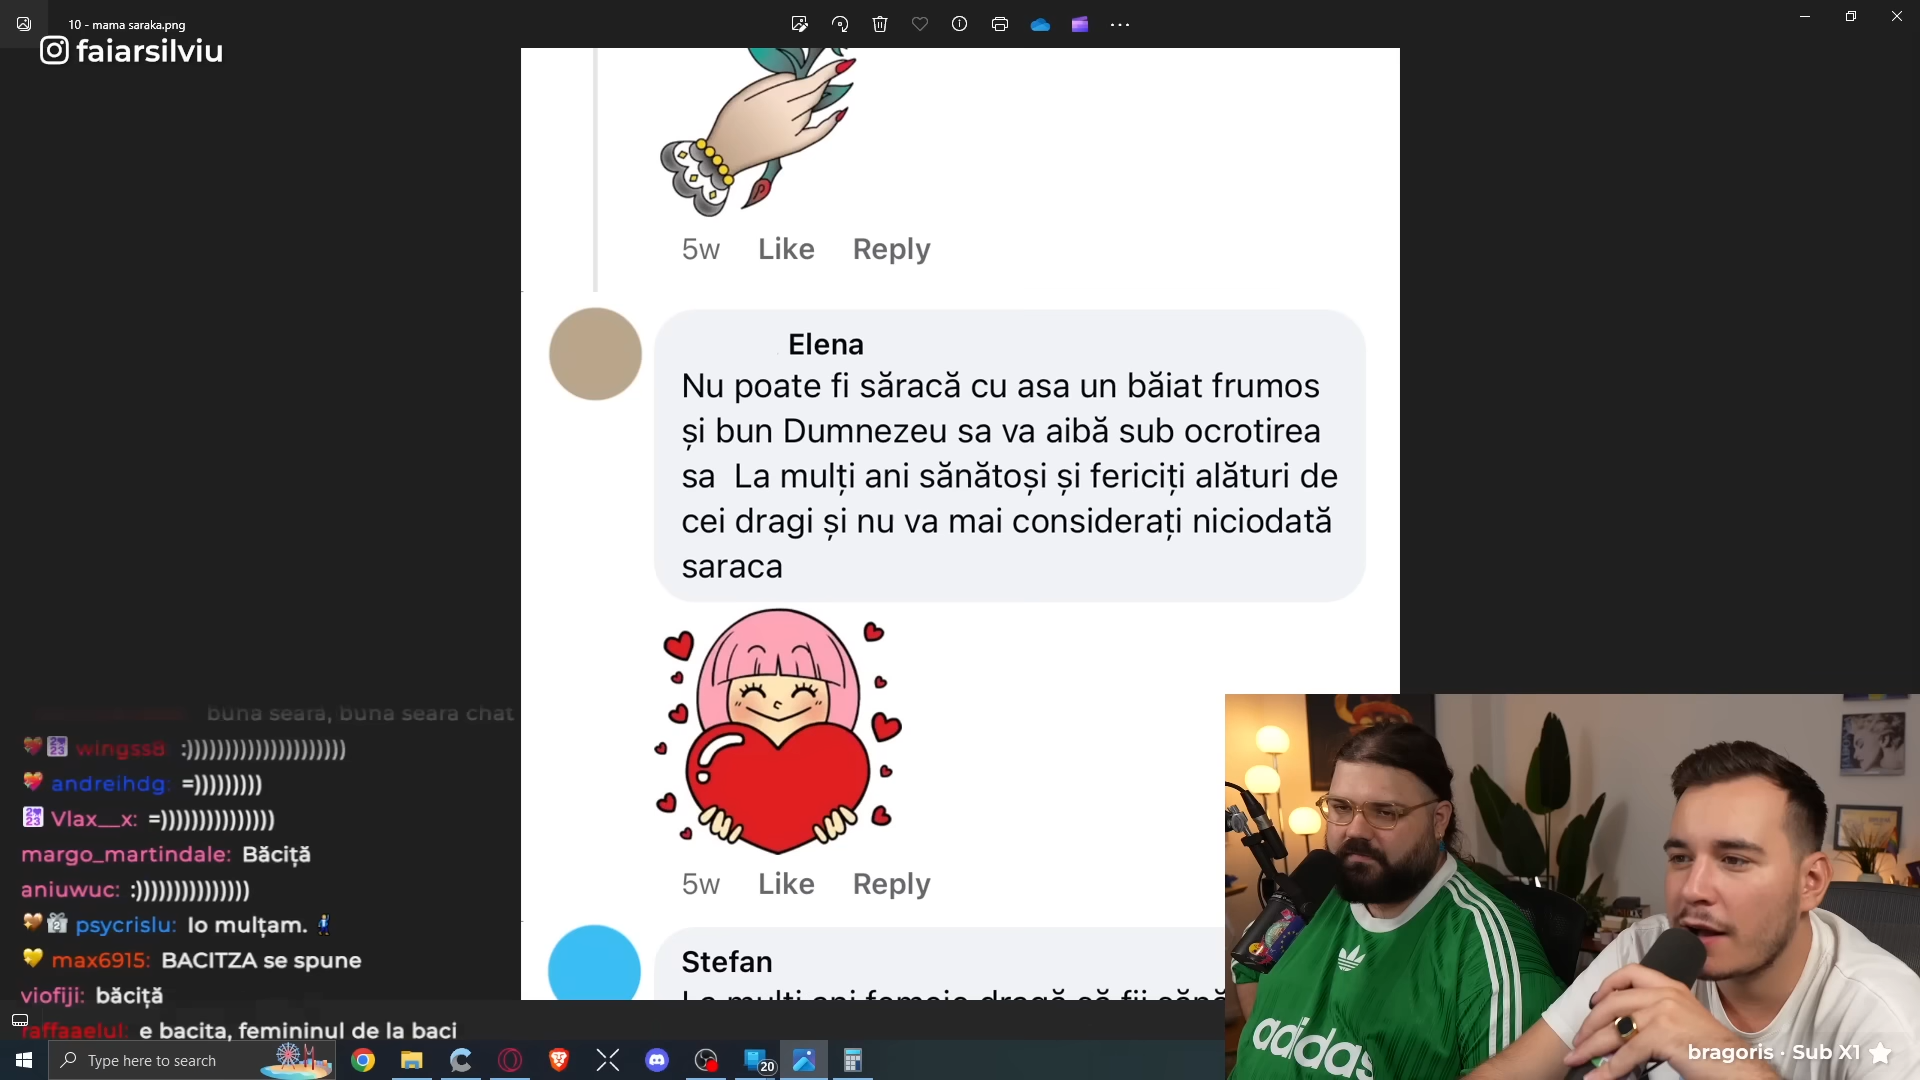 10 - mama saraka.png
faiarsilviu
5w Like Reply
Elena
Nu poate fi săracă cu asa un băiat frumos
și bun Dumnezeu sa va aibă sub ocrotirea
sa La mulți ani sănătoși și fericiți alături de
cei dragi și nu va mai considerați niciodată
saraca
5w Like Reply
Stefan
buna seara, buna seara chat
wingss8: :)))))))))))))))))))))))
andreihdg: =)))))))))
Vlax__x: =)))))))))))))))
margo_martindale: Băciță
aniuwuc: :))))))))))))))))
psycrislu: Io mulțam.
max6915: BACITZA se spune
viofiji: băciță
raffaaelul: e bacita, femininul de la baci
adidas
bragoris · Sub X1
Type here to search
20